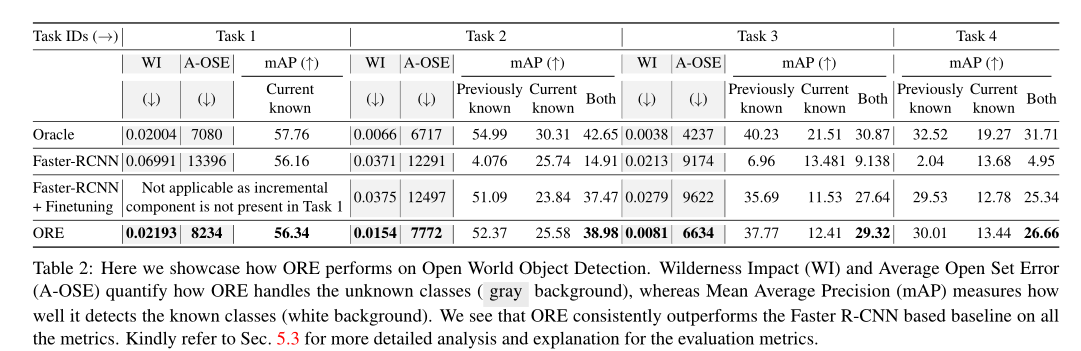 Task IDs (→) Task 1 Task 2 Task 3 Task 4
WI A-OSE mAP (↑) WI A-OSE mAP (↑) WI A-OSE mAP (↑) mAP (↑)
(↓) (↓) Current known (↓) (↓) Previously known Current known Both (↓) (↓) Previously known Current known Both Previously known Current known Both
Oracle 0.02004 7080 57.76 0.0066 6717 54.99 30.31 42.65 0.0038 4237 40.23 21.51 30.87 32.52 19.27 31.71
Faster-RCNN 0.06991 13396 56.16 0.0371 12291 4.076 25.74 14.91 0.0213 9174 6.96 13.481 9.138 2.04 13.68 4.95
Faster-RCNN + Finetuning Not applicable as incremental component is not present in Task 1 0.0375 12497 51.09 23.84 37.47 0.0279 9622 35.69 11.53 27.64 29.53 12.78 25.34
ORE 0.02193 8234 56.34 0.0154 7772 52.37 25.58 38.98 0.0081 6634 37.77 12.41 29.32 30.01 13.44 26.66
Table 2: Here we showcase how ORE performs on Open World Object Detection. Wilderness Impact (WI) and Average Open Set Error
(A-OSE) quantify how ORE handles the unknown classes ( gray background), whereas Mean Average Precision (mAP) measures how
well it detects the known classes (white background). We see that ORE consistently outperforms the Faster R-CNN based baseline on all
the metrics. Kindly refer to Sec. 5.3 for more detailed analysis and explanation for the evaluation metrics.